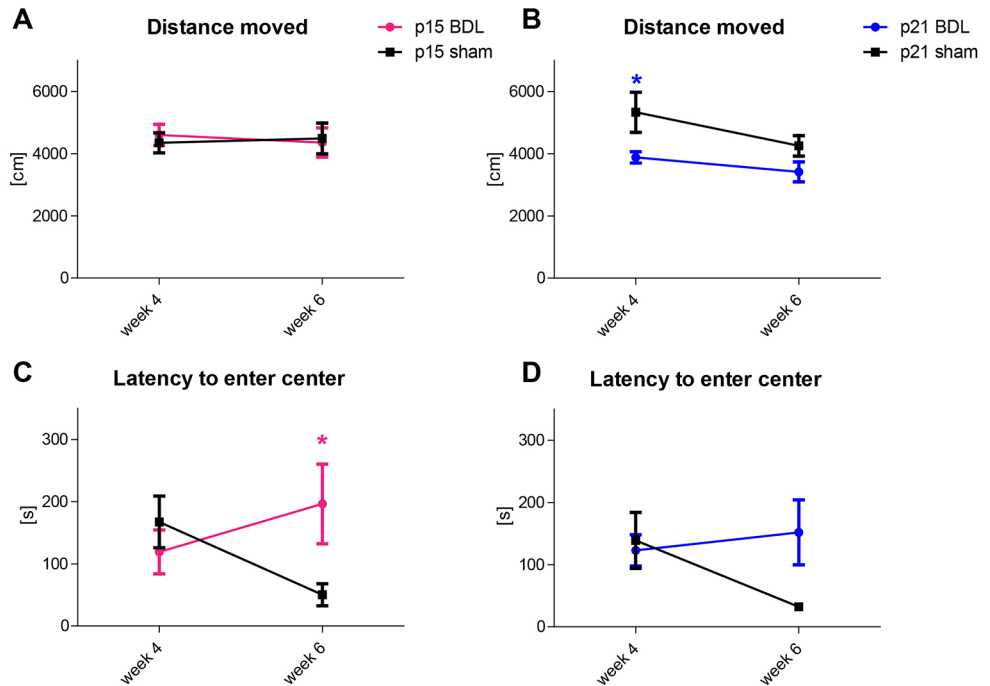 A
Distance moved
p15 BDL
p15 sham
6000
4000
2000
0
[cm]
week 4
week 6
B
Distance moved
p21 BDL
p21 sham
*
6000
4000
2000
0
[cm]
week 4
week 6
C
Latency to enter center
*
300
200
100
0
[s]
week 4
week 6
D
Latency to enter center
300
200
100
0
[s]
week 4
week 6